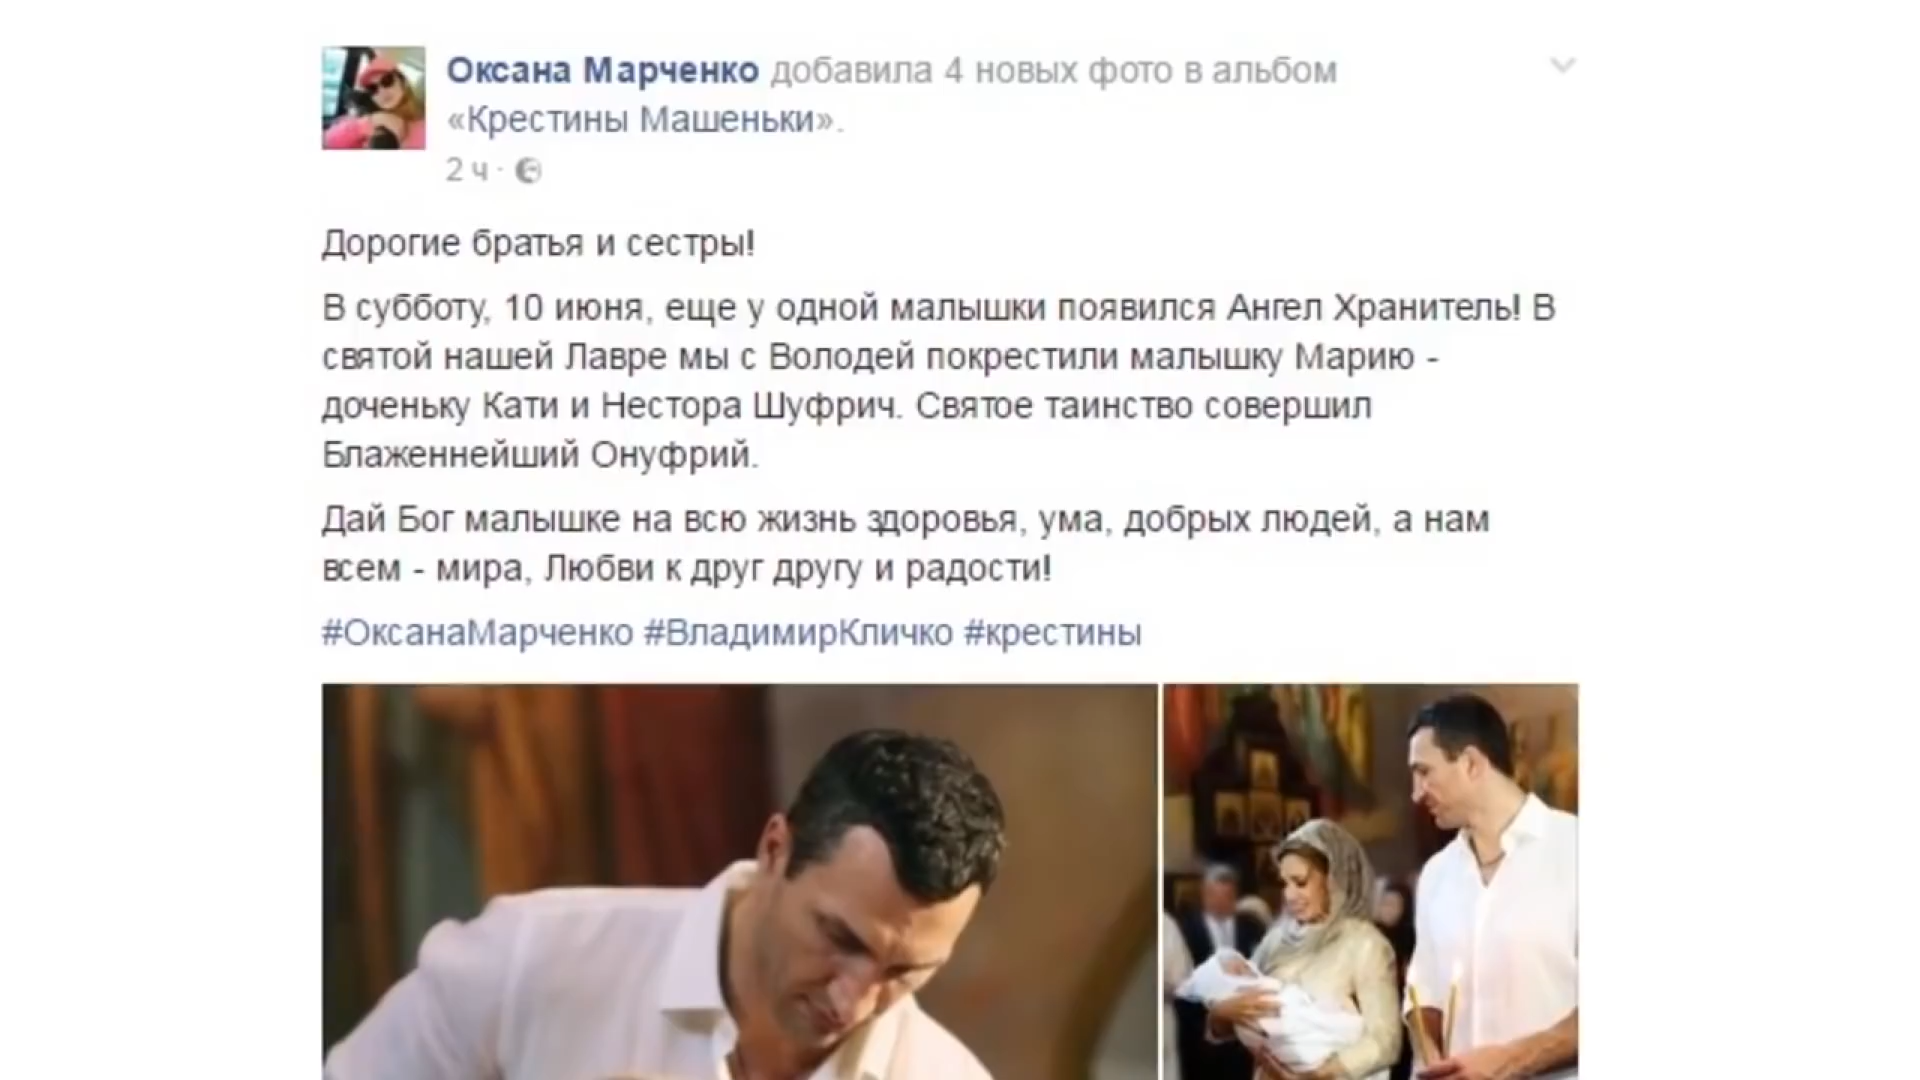 Оксана Марченко добавила 4 новых фото в альбом
«Крестины Машеньки».
2 ч ·
Дорогие братья и сестры!
В субботу, 10 июня, еще у одной малышки появился Ангел Хранитель! В
святой нашей Лавре мы с Володей покрестили малышку Марию -
доченьку Кати и Нестора Шуфрич. Святое таинство совершил
Блаженнейший Онуфрий.
Дай Бог малышке на всю жизнь здоровья, ума, добрых людей, а нам
всем - мира, Любви к друг другу и радости!
#ОксанаМарченко #ВладимирКличко #крестины